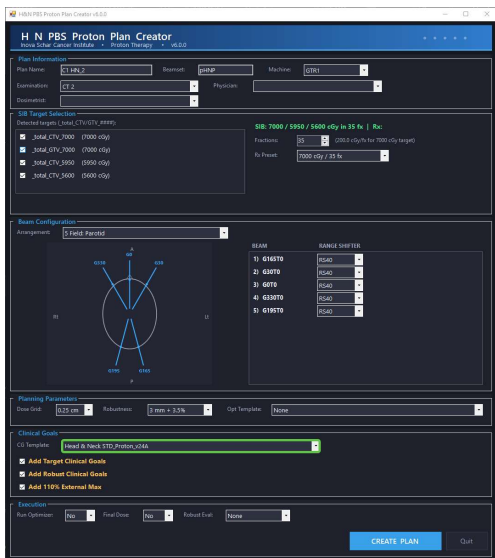 H&N PBS Proton Plan Creator v6.0.0
H N PBS Proton Plan Creator
Inova Schar Cancer Institute • Proton Therapy • v6.0.0
Plan Information
Plan Name: C1 HN_2 Beamset: pHNP Machine: GTR1
Examination: CT 2 Physician:
Dosimetrist:
SIB Target Selection
Detected targets (_total_CTV/GTV_####):
_total_CTV_7000 (7000 cGy)
_total_GTV_7000 (7000 cGy)
_total_CTV_5950 (5950 cGy)
_total_CTV_5600 (5600 cGy)
SIB: 7000 / 5950 / 5600 cGy in 35 fx | Rx:
Fractions: 35 (200.0 cGy/fx for 7000 cGy target)
Rx Preset: 7000 cGy / 35 fx
Beam Configuration
Arrangement: 5 Field: Parotid
A
G0
G330 G30
Rt Lt
G195 G165
P
BEAM RANGE SHIFTER
1) G165T0 RS40
2) G30T0 RS40
3) G0T0 RS40
4) G330T0 RS40
5) G195T0 RS40
Planning Parameters
Dose Grid: 0.25 cm Robustness: 3 mm + 3.5% Opt Template: None
Clinical Goals
CG Template: Head & Neck STD_Proton_v24A
Add Target Clinical Goals
Add Robust Clinical Goals
Add 110% External Max
Execution
Run Optimizer: No Final Dose: No Robust Eval: None
CREATE PLAN Quit